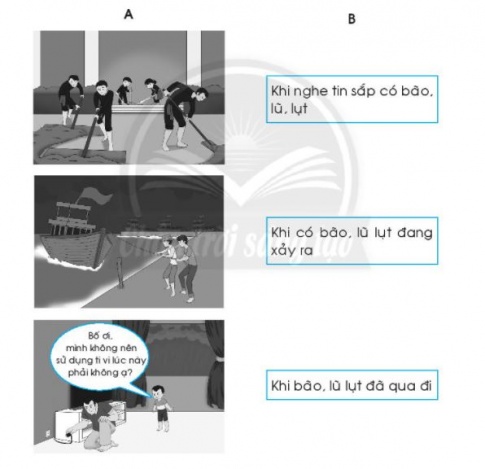 A
B
Khi nghe tin sắp có bão,
lũ, lụt
Khi có bão, lũ lụt đang
xảy ra
Chân trời sáng tạo
Bố ơi,
mình không nên
sử dụng ti vi lúc này
phải không ạ?
Khi bão, lũ lụt đã qua đi